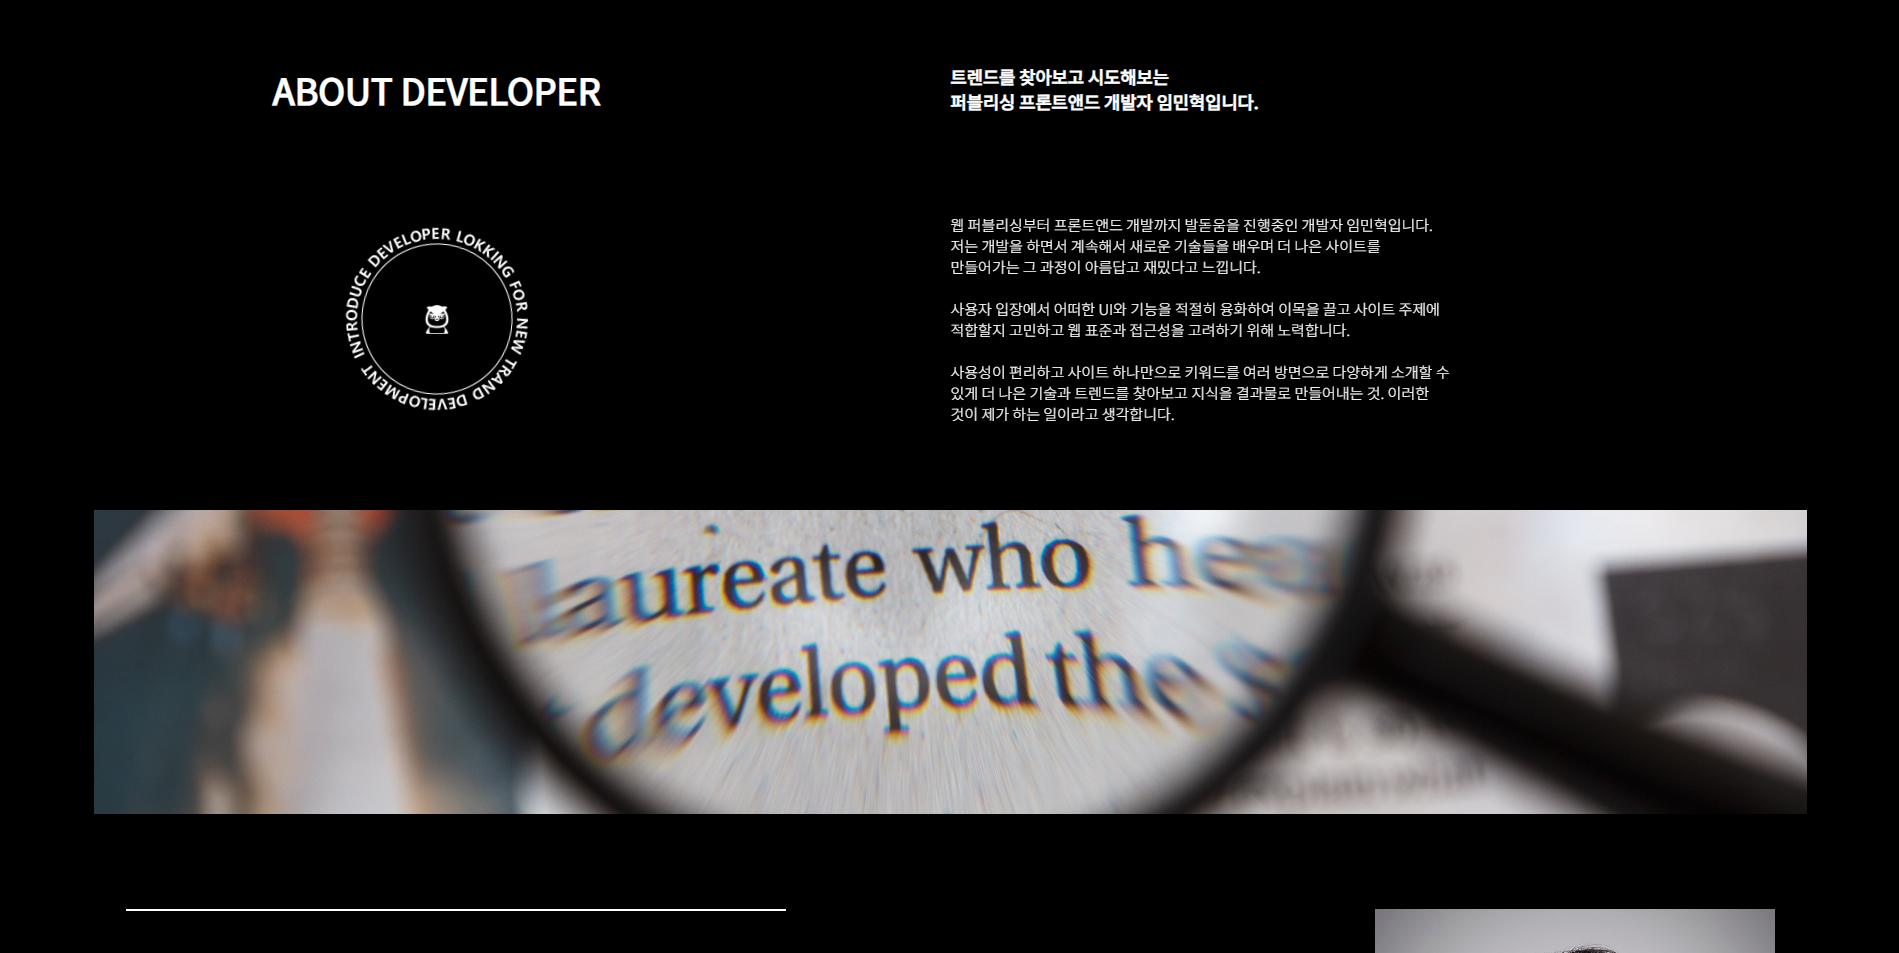 ABOUT DEVELOPER
트렌드를 찾아보고 시도해보는
퍼블리싱 프론트앤드 개발자 임민혁입니다.
INTRODUCE DEVELOPER LOKKING FOR NEW TRAND DEVELOPMENT
웹 퍼블리싱부터 프론트앤드 개발까지 발돋움을 진행중인 개발자 임민혁입니다.
저는 개발을 하면서 계속해서 새로운 기술들을 배우며 더 나은 사이트를
만들어가는 그 과정이 아름답고 재밌다고 느낍니다.
사용자 입장에서 어떠한 UI와 기능을 적절히 융화하여 이목을 끌고 사이트 주제에
적합할지 고민하고 웹 표준과 접근성을 고려하기 위해 노력합니다.
사용성이 편리하고 사이트 하나만으로 키워드를 여러 방면으로 다양하게 소개할 수
있게 더 나은 기술과 트렌드를 찾아보고 지식을 결과물로 만들어내는 것. 이러한
것이 제가 하는 일이라고 생각합니다.
laureate who
developed the